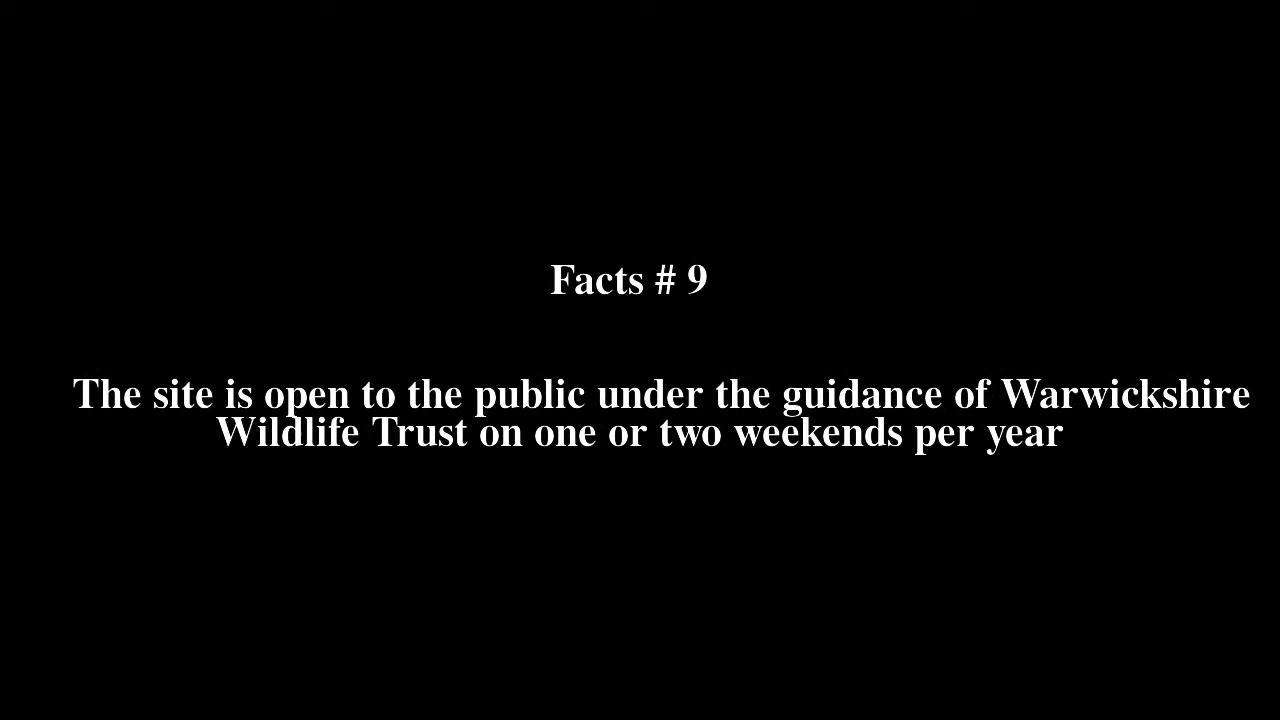 Facts # 9
The site is open to the public under the guidance of Warwickshire
Wildlife Trust on one or two weekends per year